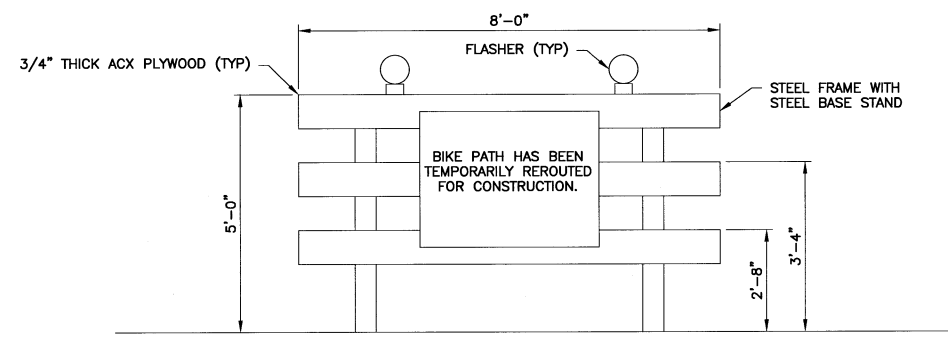 8'-0"
FLASHER (TYP)
3/4" THICK ACX PLYWOOD (TYP)
STEEL FRAME WITH
STEEL BASE STAND
BIKE PATH HAS BEEN
TEMPORARILY REROUTED
FOR CONSTRUCTION.
5'-0"
2'-8"
3'-4"